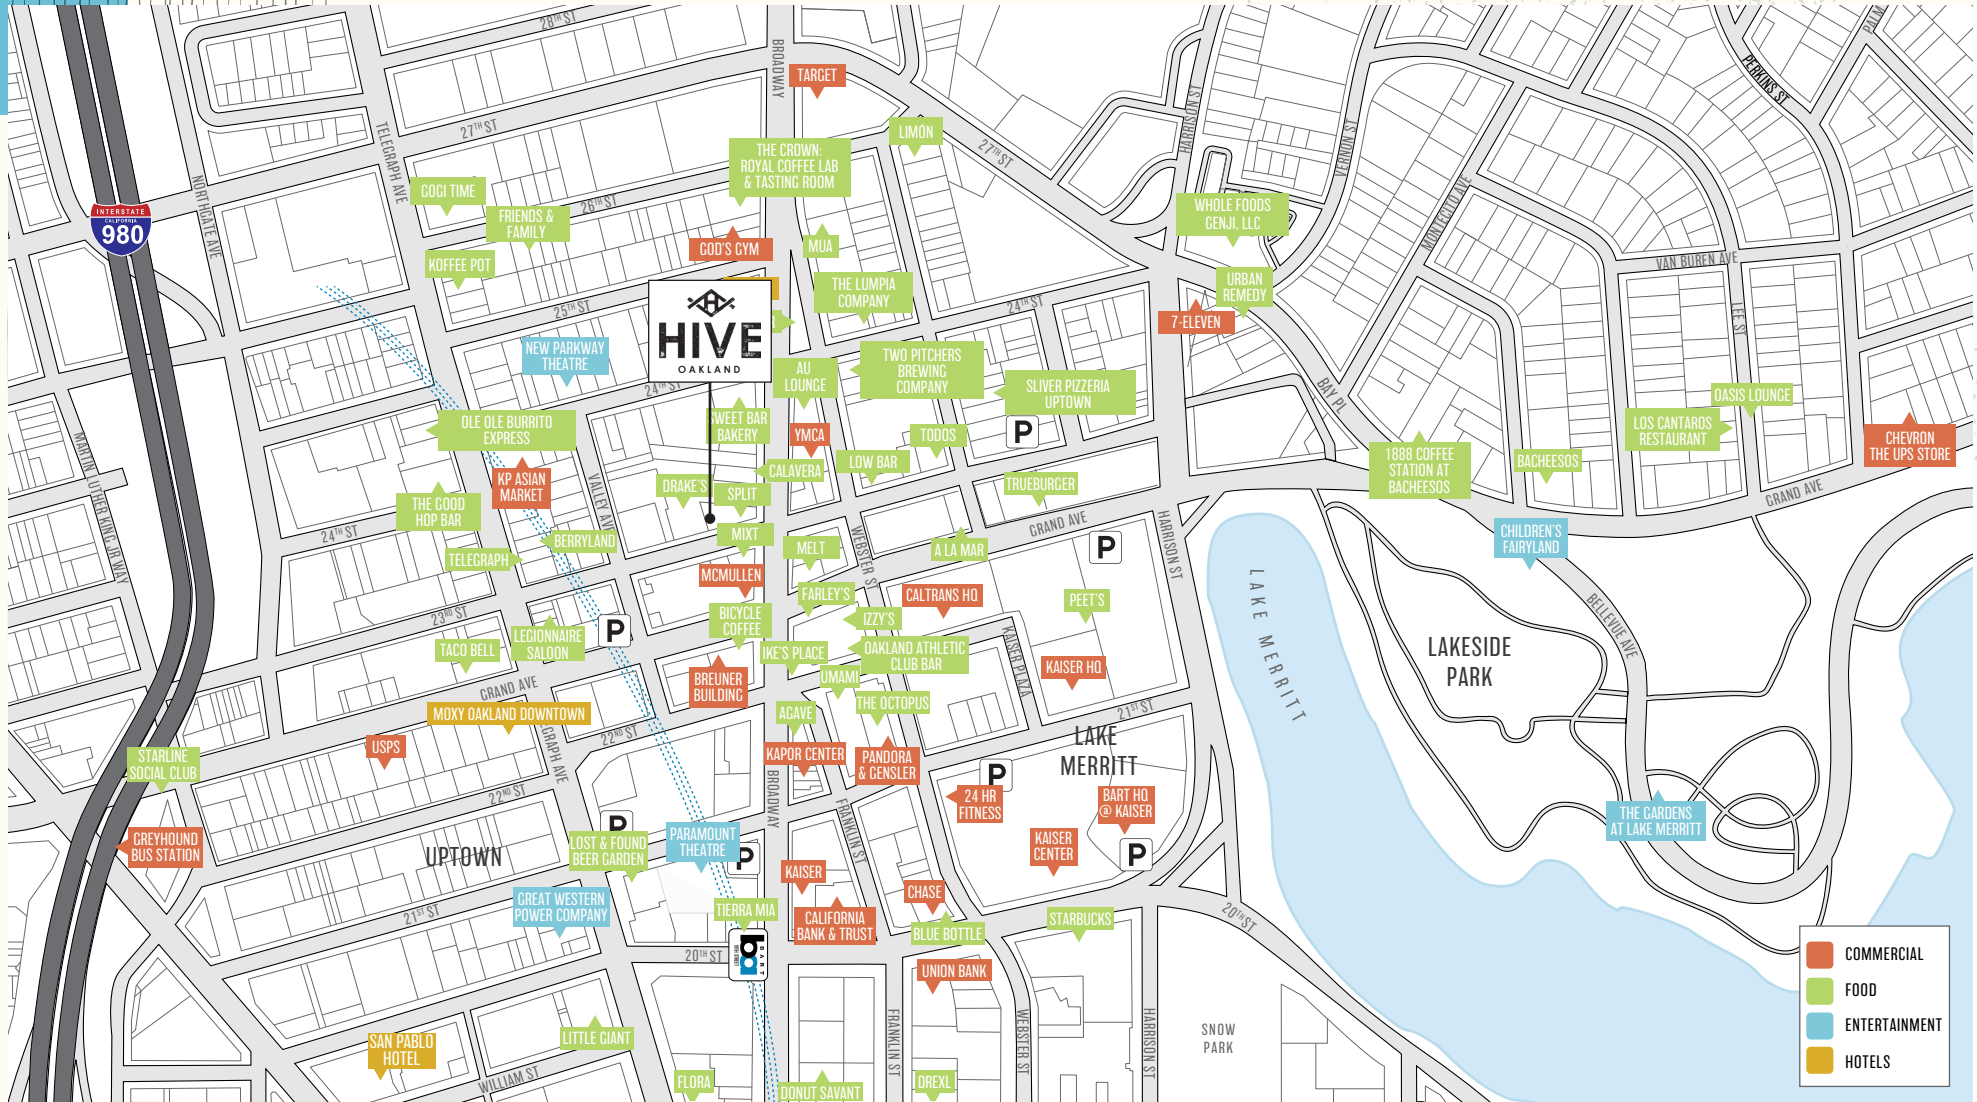 28TH ST
BROADWAY
TARGET
PERKINS ST
PALM
27TH ST
TELEGRAPH AVE
LIMÓN
27TH ST
HARRISON ST
VERNON ST
THE CROWN:
ROYAL COFFEE LAB
& TASTING ROOM
NORTHGATE AVE
GOGI TIME
26TH ST
FRIENDS &
FAMILY
INTERSTATE
CALIFORNIA
980
KOFFEE POT
GOD'S GYM
MUA
WHOLE FOODS
GENJI, LLC
MONTECITO AVE
VAN BUREN AVE
THE LUMPIA
COMPANY
URBAN
REMEDY
25TH ST
24TH ST
7-ELEVEN
LEE ST
HIVE
OAKLAND
NEW PARKWAY
THEATRE
24TH ST
AU
LOUNGE
TWO PITCHERS
BREWING
COMPANY
SLIVER PIZZERIA
UPTOWN
BAY PL
OASIS LOUNGE
OLE OLE BURRITO
EXPRESS
SWEET BAR
BAKERY
YMCA
TODOS
P
LOS CANTAROS
RESTAURANT
CHEVRON
THE UPS STORE
MARTIN LUTHER KING JR WAY
KP ASIAN
MARKET
VALLEY AVE
CALAVERA
LOW BAR
1888 COFFEE
STATION AT
BACHEESOS
BACHEESOS
DRAKE'S
SPLIT
TRUEBURGER
GRAND AVE
THE GOOD
HOP BAR
24TH ST
BERRYLAND
TELEGRAPH
MIXT
MELT
WEBSTER ST
A LA MAR
GRAND AVE
P
HARRISON ST
CHILDREN'S
FAIRYLAND
MCMULLEN
FARLEY'S
CALTRANS HQ
PEET'S
LAKE MERRITT
BELLEVUE AVE
23RD ST
BICYCLE
COFFEE
IZZY'S
LEGIONNAIRE
SALOON
P
TACO BELL
IKE'S PLACE
OAKLAND ATHLETIC
CLUB BAR
KAISER PLAZA
KAISER HQ
LAKESIDE
PARK
GRAND AVE
BREUNER
BUILDING
UMAMI
THE OCTOPUS
MOXY OAKLAND DOWNTOWN
AGAVE
21ST ST
22ND ST
GRAPH AVE
USPS
STARLINE
SOCIAL CLUB
KAPOR CENTER
PANDORA
& GENSLER
LAKE
MERRITT
P
22ND ST
BROADWAY
FRANKLIN ST
24 HR
FITNESS
BART HQ
@ KAISER
THE GARDENS
AT LAKE MERRITT
GREYHOUND
BUS STATION
UPTOWN
P
LOST & FOUND
BEER GARDEN
PARAMOUNT
THEATRE
P
KAISER
CENTER
P
KAISER
CHASE
21ST ST
GREAT WESTERN
POWER COMPANY
TIERRA MIA
CALIFORNIA
BANK & TRUST
BLUE BOTTLE
STARBUCKS
20TH ST
20TH ST
BART
ba
UNION BANK
COMMERCIAL
FOOD
ENTERTAINMENT
HOTELS
SAN PABLO
HOTEL
LITTLE GIANT
FRANKLIN ST
WEBSTER ST
HARRISON ST
SNOW
PARK
WILLIAM ST
FLORA
DONUT SAVANT
DREXL